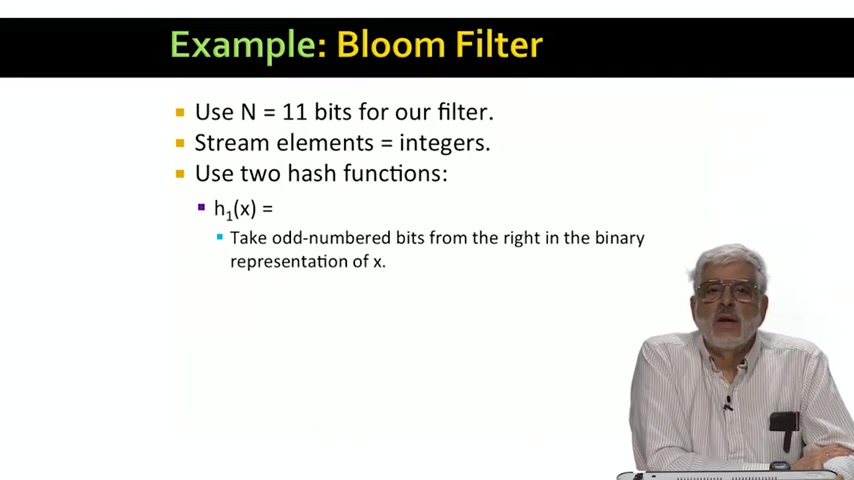 Example: Bloom Filter
Use N = 11 bits for our filter.
Stream elements = integers.
Use two hash functions:
h₁(x) =
Take odd-numbered bits from the right in the binary
representation of x.